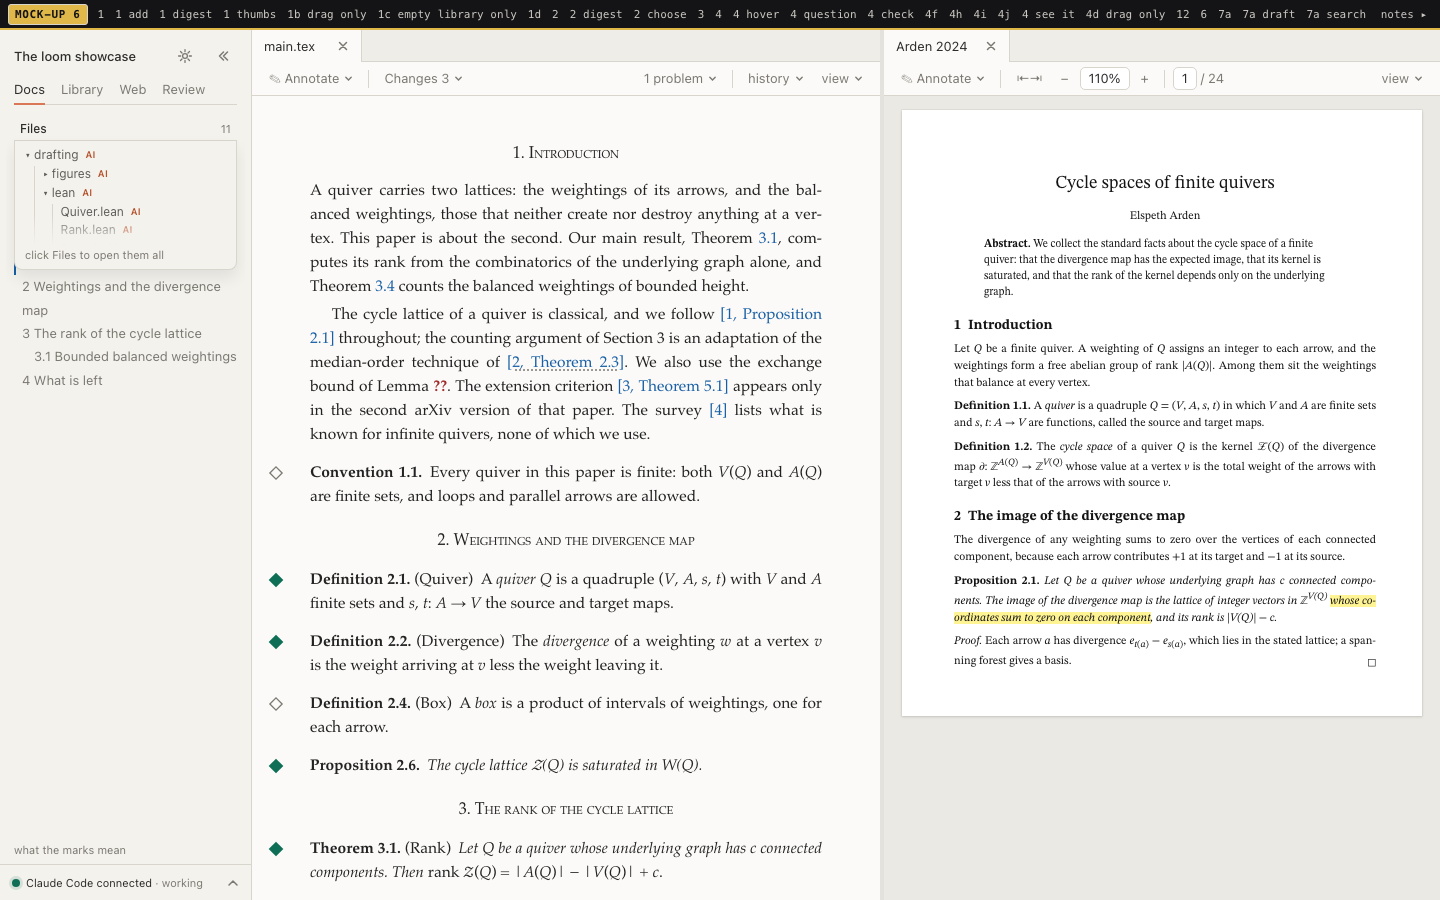 MOCK-UP 6 1 1 add 1 digest 1 thumbs 1b drag only 1c empty library only 1d 2 2 digest 2 choose 3 4 4 hover 4 question 4 check 4f 4h 4i 4j 4 see it 4d drag only 12 6 7a 7a draft 7a search notes ▸
The loom showcase
Docs Library Web Review
Files 11
▾ drafting AI
▸ figures AI
▾ lean AI
Quiver.lean AI
Rank.lean AI
click Files to open them all
2 Weightings and the divergence
map
3 The rank of the cycle lattice
3.1 Bounded balanced weightings
4 What is left
what the marks mean
Claude Code connected · working
main.tex
Annotate Changes 3 1 problem history view
1. Introduction
A quiver carries two lattices: the weightings of its arrows, and the bal-
anced weightings, those that neither create nor destroy anything at a ver-
tex. This paper is about the second. Our main result, Theorem 3.1, com-
putes its rank from the combinatorics of the underlying graph alone, and
Theorem 3.4 counts the balanced weightings of bounded height.
The cycle lattice of a quiver is classical, and we follow [1, Proposition
2.1] throughout; the counting argument of Section 3 is an adaptation of the
median-order technique of [2, Theorem 2.3]. We also use the exchange
bound of Lemma ??. The extension criterion [3, Theorem 5.1] appears only
in the second arXiv version of that paper. The survey [4] lists what is
known for infinite quivers, none of which we use.
Convention 1.1. Every quiver in this paper is finite: both V(Q) and A(Q)
are finite sets, and loops and parallel arrows are allowed.
2. Weightings and the divergence map
Definition 2.1. (Quiver) A quiver Q is a quadruple (V, A, s, t) with V and A
finite sets and s, t: A → V the source and target maps.
Definition 2.2. (Divergence) The divergence of a weighting w at a vertex v
is the weight arriving at v less the weight leaving it.
Definition 2.4. (Box) A box is a product of intervals of weightings, one for
each arrow.
Proposition 2.6. The cycle lattice 𝒵(Q) is saturated in W(Q).
3. The rank of the cycle lattice
Theorem 3.1. (Rank) Let Q be a quiver whose underlying graph has c connected
components. Then rank 𝒵(Q) = |A(Q)| − |V(Q)| + c.
Arden 2024
Annotate − 110% + 1 / 24 view
Cycle spaces of finite quivers
Elspeth Arden
Abstract. We collect the standard facts about the cycle space of a finite
quiver: that the divergence map has the expected image, that its kernel is
saturated, and that the rank of the kernel depends only on the underlying
graph.
1 Introduction
Let Q be a finite quiver. A weighting of Q assigns an integer to each arrow, and the
weightings form a free abelian group of rank |A(Q)|. Among them sit the weightings
that balance at every vertex.
Definition 1.1. A quiver is a quadruple Q = (V, A, s, t) in which V and A are finite sets
and s, t: A → V are functions, called the source and target maps.
Definition 1.2. The cycle space of a quiver Q is the kernel 𝒵(Q) of the divergence
map ∂: ℤ^A(Q) → ℤ^V(Q) whose value at a vertex v is the total weight of the arrows with
target v less that of the arrows with source v.
2 The image of the divergence map
The divergence of any weighting sums to zero over the vertices of each connected
component, because each arrow contributes +1 at its target and −1 at its source.
Proposition 2.1. Let Q be a quiver whose underlying graph has c connected compo-
nents. The image of the divergence map is the lattice of integer vectors in ℤ^V(Q) whose co-
ordinates sum to zero on each component, and its rank is |V(Q)| − c.
Proof. Each arrow a has divergence e_t(a) − e_s(a), which lies in the stated lattice; a span-
ning forest gives a basis. □